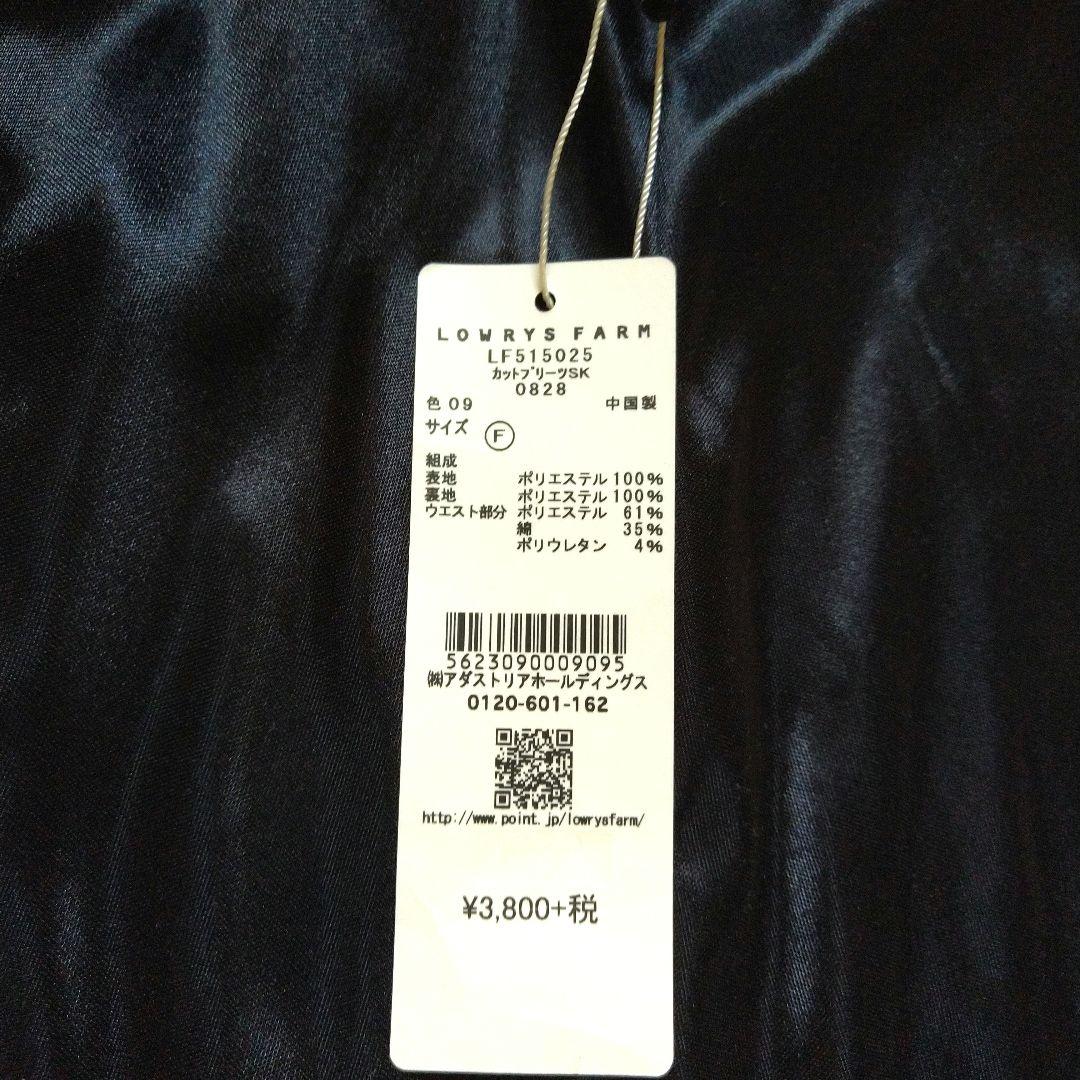 LOWRYS FARM
LF515025
カットプリーツSK
0828
色 09 中国製
サイズ F
組成
表地 ポリエステル 100%
裏地 ポリエステル 100%
ウエスト部分 ポリエステル 61%
綿 35%
ポリウレタン 4%
5623090009095
㈱アダストリアホールディングス
0120-601-162
http://www.point.jp/lowrysfarm/
¥3,800+税